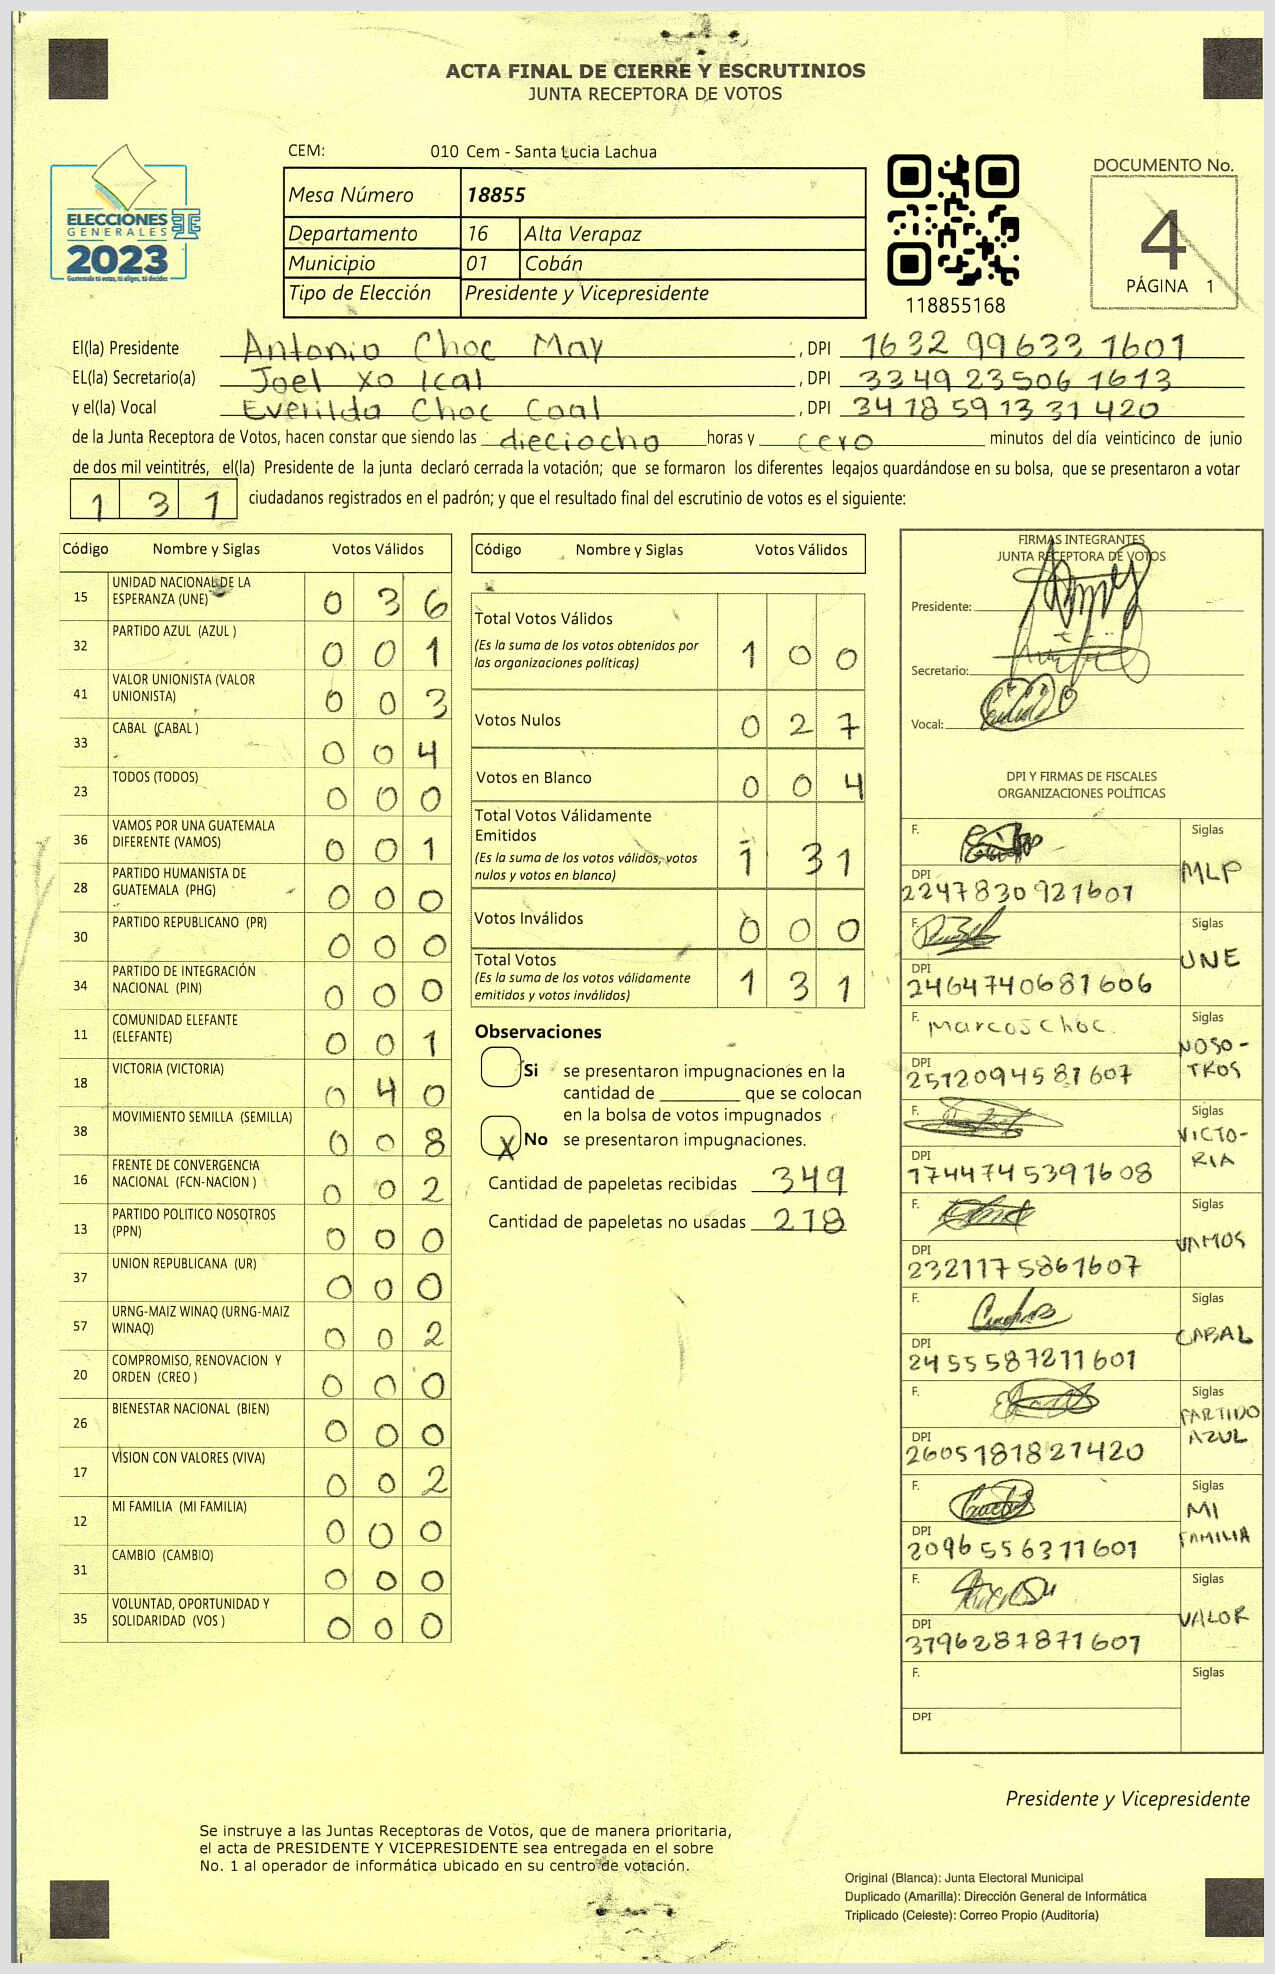 ACTA FINAL DE CIERRE Y ESCRUTINIOS
JUNTA RECEPTORA DE VOTOS
ELECCIONES
GENERALES
2023
Guatemala tú votas, tú eliges, tú decides
CEM: 010 Cem - Santa Lucia Lachua
Mesa Número 18855
Departamento 16 Alta Verapaz
Municipio 01 Cobán
Tipo de Elección Presidente y Vicepresidente
118855168
DOCUMENTO No.
4
PÁGINA 1
El(la) Presidente Antonio Choc May, DPI 1632 99633 1601
EL(la) Secretario(a) Joel Xo Ical, DPI 3349 23506 1613
y el(la) Vocal Everilda Choc Caal, DPI 3418 59133 1420
de la Junta Receptora de Votos, hacen constar que siendo las dieciocho horas y cero minutos del día veinticinco de junio
de dos mil veintitrés, el(la) Presidente de la junta declaró cerrada la votación; que se formaron los diferentes legajos guardándose en su bolsa, que se presentaron a votar
131 ciudadanos registrados en el padrón; y que el resultado final del escrutinio de votos es el siguiente:
Código Nombre y Siglas Votos Válidos
15 UNIDAD NACIONAL DE LA ESPERANZA (UNE) 0 3 6
32 PARTIDO AZUL (AZUL ) 0 0 1
41 VALOR UNIONISTA (VALOR UNIONISTA) 0 0 3
33 CABAL (CABAL ) 0 0 4
23 TODOS (TODOS) 0 0 0
36 VAMOS POR UNA GUATEMALA DIFERENTE (VAMOS) 0 0 1
28 PARTIDO HUMANISTA DE GUATEMALA (PHG) 0 0 0
30 PARTIDO REPUBLICANO (PR) 0 0 0
34 PARTIDO DE INTEGRACIÓN NACIONAL (PIN) 0 0 0
11 COMUNIDAD ELEFANTE (ELEFANTE) 0 0 1
18 VICTORIA (VICTORIA) 0 4 0
38 MOVIMIENTO SEMILLA (SEMILLA) 0 0 8
16 FRENTE DE CONVERGENCIA NACIONAL (FCN-NACION ) 0 0 2
13 PARTIDO POLITICO NOSOTROS (PPN) 0 0 0
37 UNION REPUBLICANA (UR) 0 0 0
57 URNG-MAIZ WINAQ (URNG-MAIZ WINAQ) 0 0 2
20 COMPROMISO, RENOVACION Y ORDEN (CREO ) 0 0 0
26 BIENESTAR NACIONAL (BIEN) 0 0 0
17 VISION CON VALORES (VIVA) 0 0 2
12 MI FAMILIA (MI FAMILIA) 0 0 0
31 CAMBIO (CAMBIO) 0 0 0
35 VOLUNTAD, OPORTUNIDAD Y SOLIDARIDAD (VOS ) 0 0 0
Código Nombre y Siglas Votos Válidos
Total Votos Válidos 1 0 0
(Es la suma de los votos obtenidos por
las organizaciones políticas)
Votos Nulos 0 2 7
Votos en Blanco 0 0 4
Total Votos Válidamente
Emitidos 1 3 1
(Es la suma de los votos válidos, votos
nulos y votos en blanco)
Votos Inválidos 0 0 0
Total Votos 1 3 1
(Es la suma de los votos válidamente
emitidos y votos inválidos)
Observaciones
Si se presentaron impugnaciones en la
cantidad de ________ que se colocan
en la bolsa de votos impugnados
X No se presentaron impugnaciones.
Cantidad de papeletas recibidas 349
Cantidad de papeletas no usadas 218
FIRMAS INTEGRANTES
JUNTA RECEPTORA DE VOTOS
Presidente:
Secretario:
Vocal:
DPI Y FIRMAS DE FISCALES
ORGANIZACIONES POLÍTICAS
F. Siglas
DPI MLP
2247830921601
F. Siglas
DPI UNE
2464740681606
F. Marcos Choc. Siglas
DPI NOSO-
2512094581607 TROS
F. Siglas
VICTO-
DPI RIA
1744745391608
F. Siglas
DPI VAMOS
2321175861607
F. Siglas
DPI CABAL
2455587211601
F. Siglas
PARTIDO
DPI AZUL
2605181821420
F. Siglas
MI
DPI FAMILIA
2096556311601
F. Siglas
DPI VALOR
3196287871601
F. Siglas
DPI
Presidente y Vicepresidente
Se instruye a las Juntas Receptoras de Votos, que de manera prioritaria,
el acta de PRESIDENTE Y VICEPRESIDENTE sea entregada en el sobre
No. 1 al operador de informática ubicado en su centro de votación.
Original (Blanca): Junta Electoral Municipal
Duplicado (Amarilla): Dirección General de Informática
Triplicado (Celeste): Correo Propio (Auditoría)